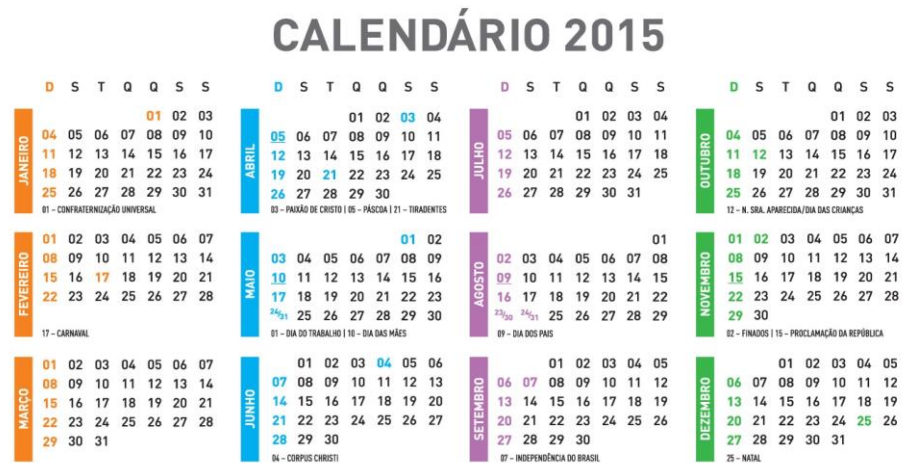 CALENDÁRIO 2015
D S T Q Q S S
JANEIRO
01 02 03
04 05 06 07 08 09 10
11 12 13 14 15 16 17
18 19 20 21 22 23 24
25 26 27 28 29 30 31
01 – CONFRATERNIZAÇÃO UNIVERSAL
FEVEREIRO
01 02 03 04 05 06 07
08 09 10 11 12 13 14
15 16 17 18 19 20 21
22 23 24 25 26 27 28
17 – CARNAVAL
MARÇO
01 02 03 04 05 06 07
08 09 10 11 12 13 14
15 16 17 18 19 20 21
22 23 24 25 26 27 28
29 30 31
D S T Q Q S S
ABRIL
01 02 03 04
05 06 07 08 09 10 11
12 13 14 15 16 17 18
19 20 21 22 23 24 25
26 27 28 29 30
03 – PAIXÃO DE CRISTO | 05 – PÁSCOA | 21 – TIRADENTES
MAIO
01 02
03 04 05 06 07 08 09
10 11 12 13 14 15 16
17 18 19 20 21 22 23
24/31 25 26 27 28 29 30
01 – DIA DO TRABALHO | 10 – DIA DAS MÃES
JUNHO
01 02 03 04 05 06
07 08 09 10 11 12 13
14 15 16 17 18 19 20
21 22 23 24 25 26 27
28 29 30
04 – CORPUS CHRISTI
D S T Q Q S S
JULHO
01 02 03 04
05 06 07 08 09 10 11
12 13 14 15 16 17 18
19 20 21 22 23 24 25
26 27 28 29 30 31
AGOSTO
01
02 03 04 05 06 07 08
09 10 11 12 13 14 15
16 17 18 19 20 21 22
23/30 24/31 25 26 27 28 29
09 – DIA DOS PAIS
SETEMBRO
01 02 03 04 05
06 07 08 09 10 11 12
13 14 15 16 17 18 19
20 21 22 23 24 25 26
27 28 29 30
07 – INDEPENDÊNCIA DO BRASIL
D S T Q Q S S
OUTUBRO
01 02 03
04 05 06 07 08 09 10
11 12 13 14 15 16 17
18 19 20 21 22 23 24
25 26 27 28 29 30 31
12 – N. SRA. APARECIDA/DIA DAS CRIANÇAS
NOVEMBRO
01 02 03 04 05 06 07
08 09 10 11 12 13 14
15 16 17 18 19 20 21
22 23 24 25 26 27 28
29 30
02 – FINADOS | 15 – PROCLAMAÇÃO DA REPÚBLICA
DEZEMBRO
01 02 03 04 05
06 07 08 09 10 11 12
13 14 15 16 17 18 19
20 21 22 23 24 25 26
27 28 29 30 31
25 – NATAL